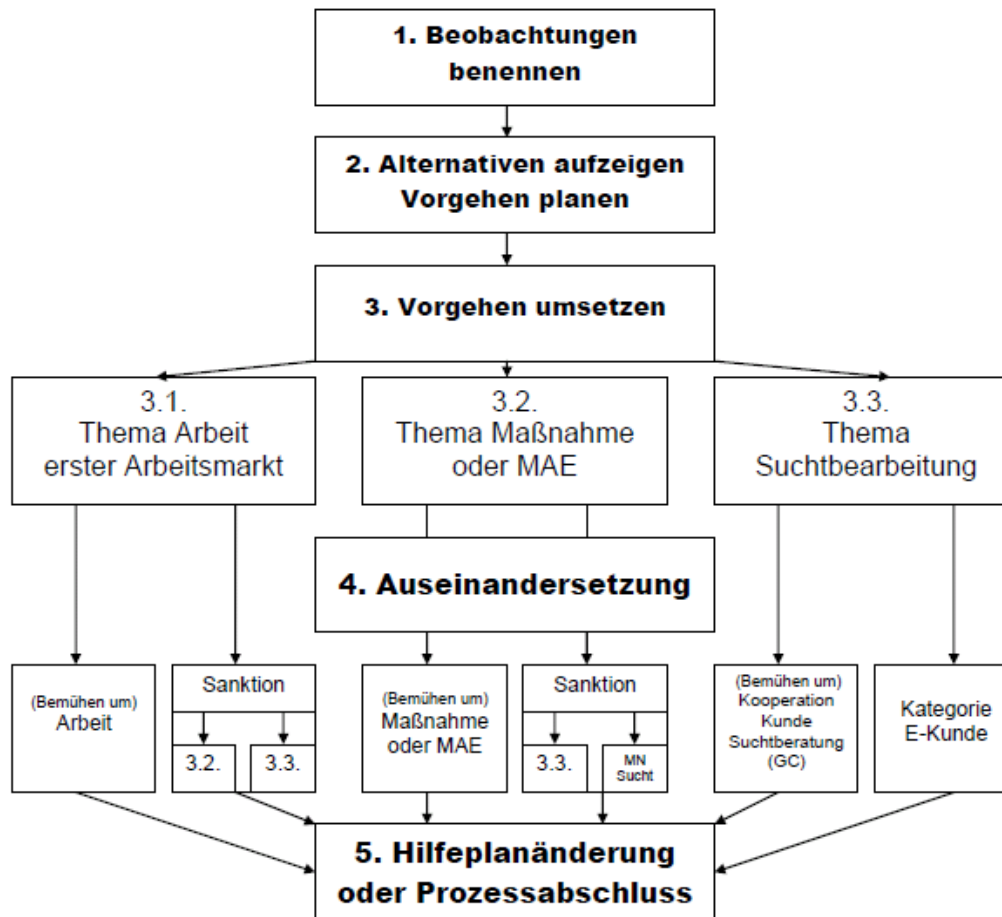 1. Beobachtungen
benennen
2. Alternativen aufzeigen
Vorgehen planen
3. Vorgehen umsetzen
3.1.
Thema Arbeit
erster Arbeitsmarkt
3.2.
Thema Maßnahme
oder MAE
3.3.
Thema
Suchtbearbeitung
4. Auseinandersetzung
(Bemühen um)
Arbeit
Sanktion
3.2.
3.3.
(Bemühen um)
Maßnahme
oder MAE
Sanktion
3.3.
MN
Sucht
(Bemühen um)
Kooperation
Kunde
Suchtberatung
(GC)
Kategorie
E-Kunde
5. Hilfeplanänderung
oder Prozessabschluss